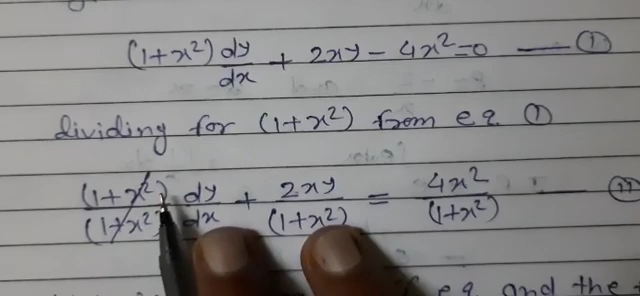 (1+x²) dy/dx + 2xy - 4x² = 0 — ①
dividing for (1+x²) from eq ①
(1+x²)/(1+x²) dy/dx + 2xy/(1+x²) = 4x²/(1+x²) — ②
eq and the